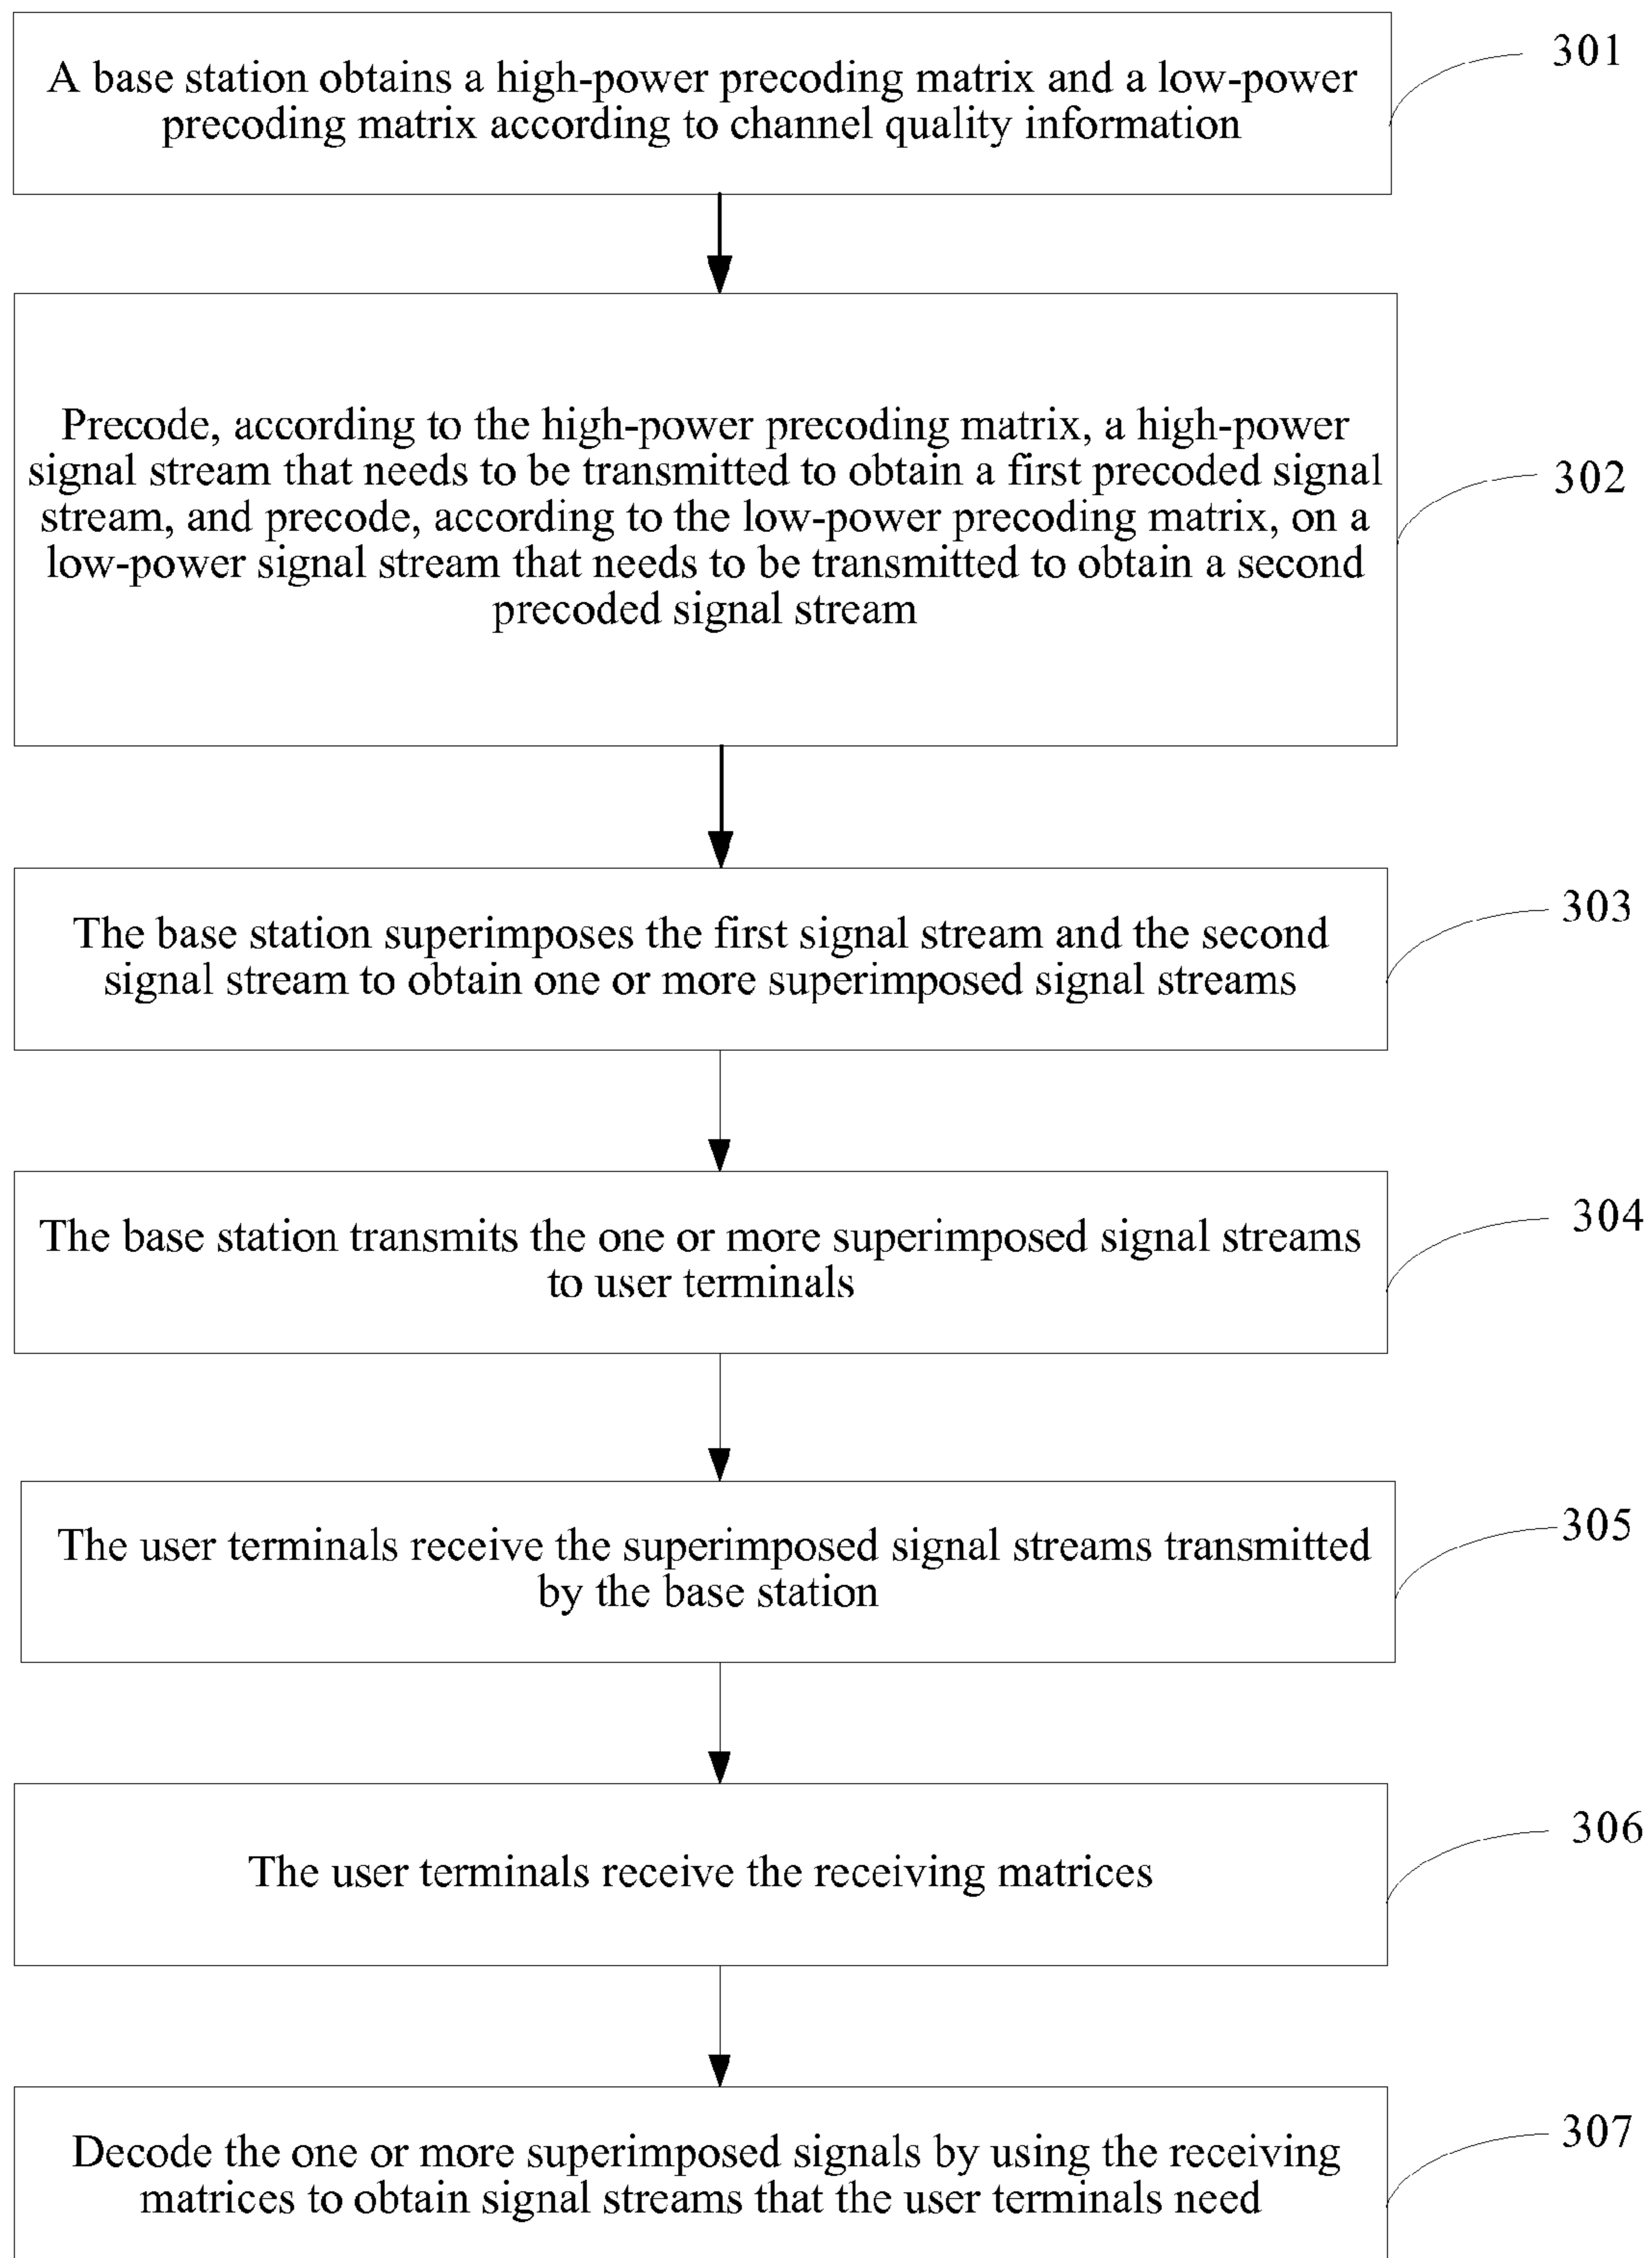 A base station obtains a high-power precoding matrix and a low-power
precoding matrix according to channel quality information
301
Precode, according to the high-power precoding matrix, a high-power
signal stream that needs to be transmitted to obtain a first precoded signal
stream, and precode, according to the low-power precoding matrix, on a
low-power signal stream that needs to be transmitted to obtain a second
precoded signal stream
302
The base station superimposes the first signal stream and the second
signal stream to obtain one or more superimposed signal streams
303
The base station transmits the one or more superimposed signal streams
to user terminals
304
The user terminals receive the superimposed signal streams transmitted
by the base station
305
The user terminals receive the receiving matrices
306
Decode the one or more superimposed signals by using the receiving
matrices to obtain signal streams that the user terminals need
307